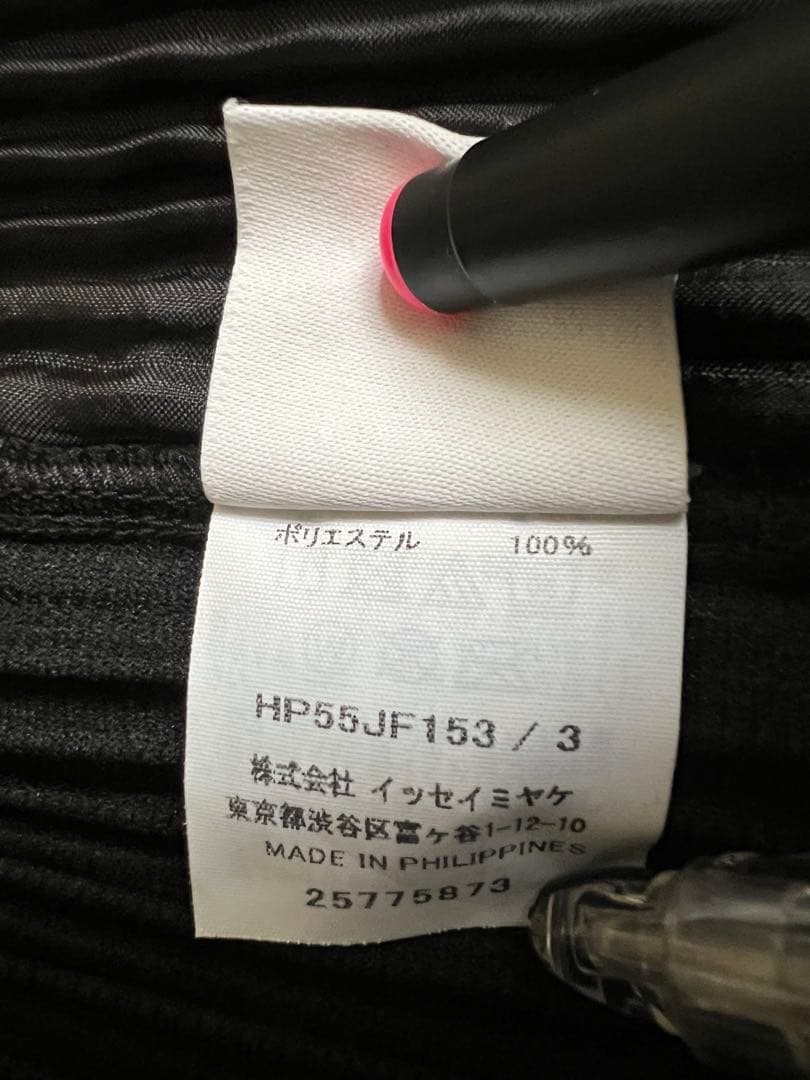 ポリエステル 100%
HP55JF153 / 3
株式会社 イッセイミヤケ
東京都渋谷区富ヶ谷1-12-10
MADE IN PHILIPPINES
25775873